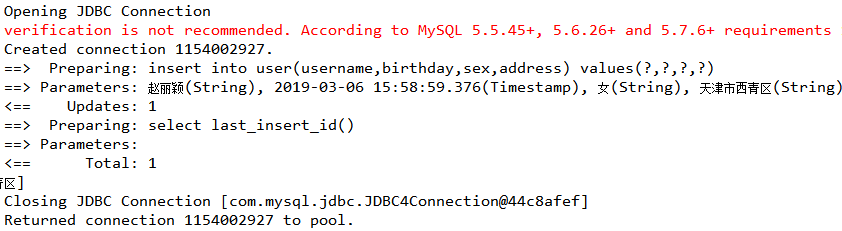 Opening JDBC Connection
verification is not recommended. According to MySQL 5.5.45+, 5.6.26+ and 5.7.6+ requirements
Created connection 1154002927.
==>  Preparing: insert into user(username,birthday,sex,address) values(?,?,?,?)
==> Parameters: 赵丽颖(String), 2019-03-06 15:58:59.376(Timestamp), 女(String), 天津市西青区(String)
<==    Updates: 1
==>  Preparing: select last_insert_id()
==> Parameters:
<==      Total: 1
区]
Closing JDBC Connection [com.mysql.jdbc.JDBC4Connection@44c8afef]
Returned connection 1154002927 to pool.